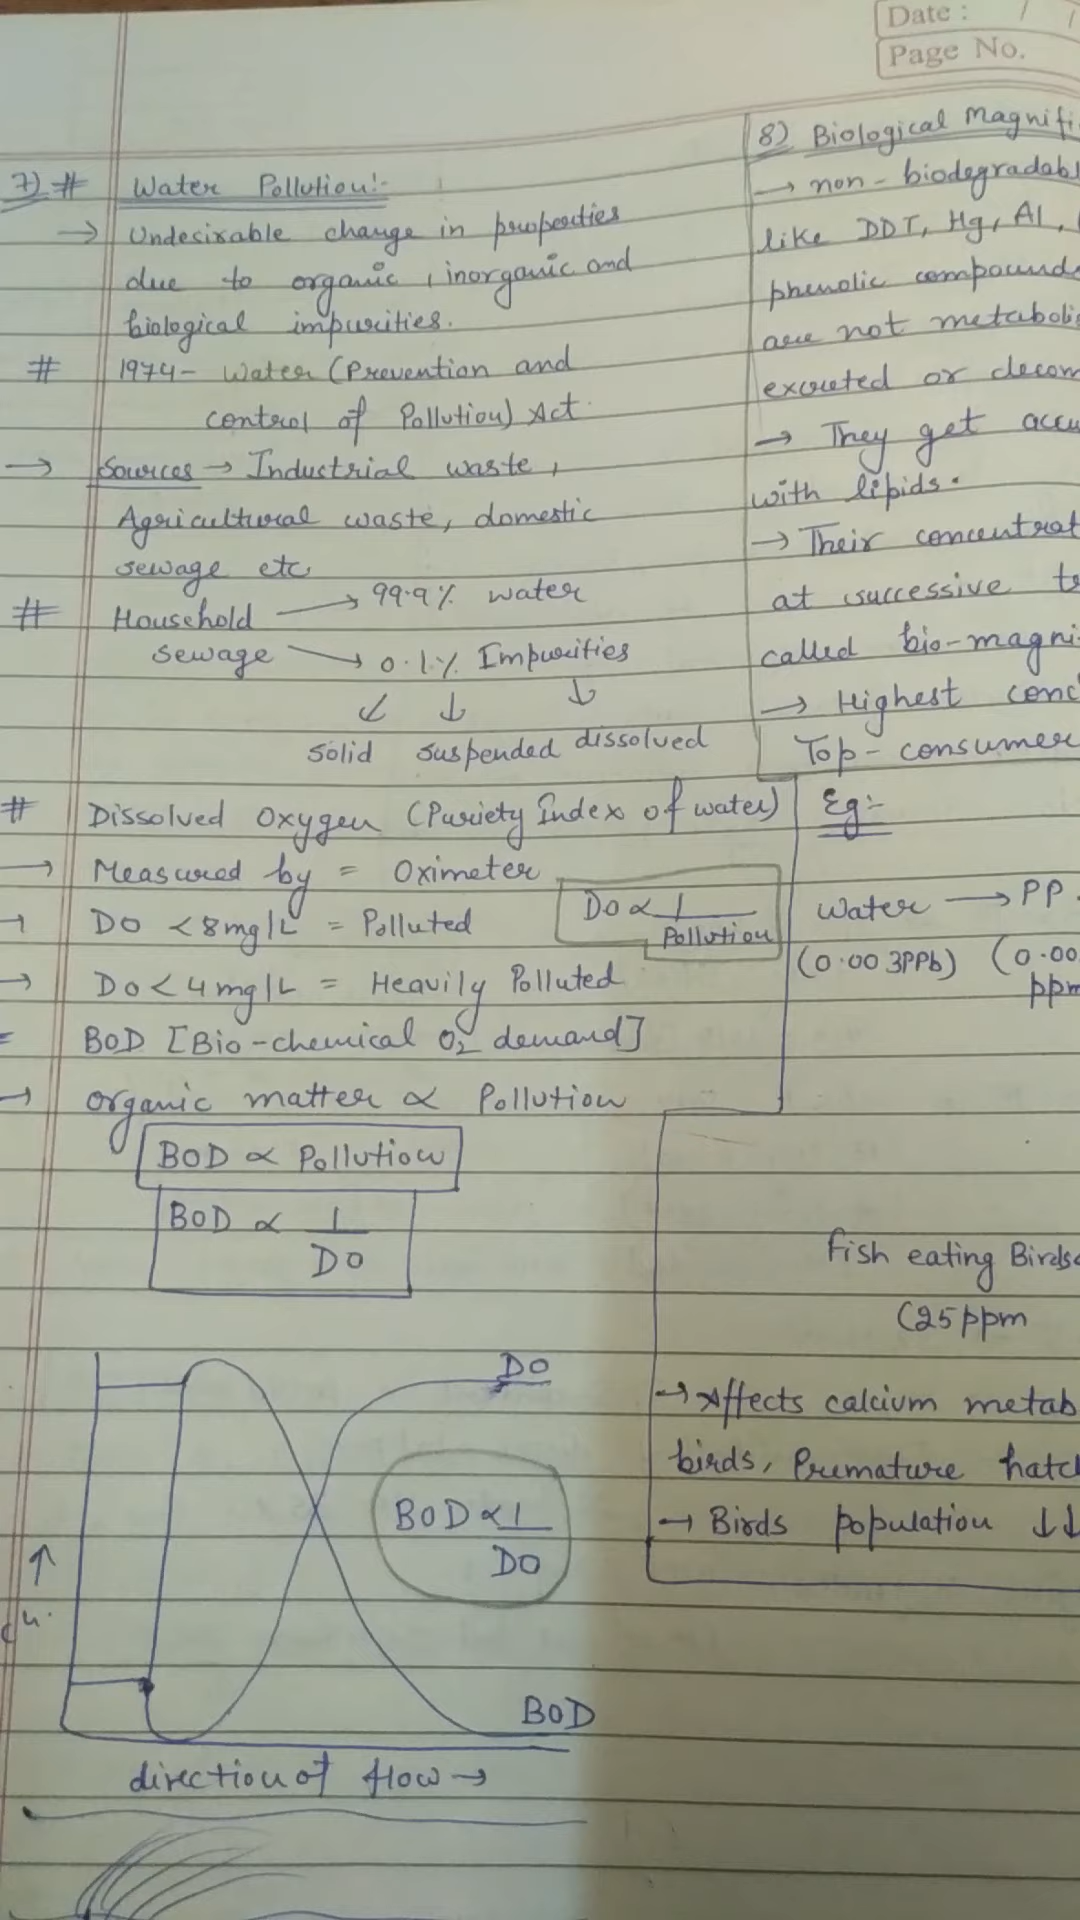 Date : / /
Page No.
7) # Water Pollution:-
→ Undesirable change in properties
due to organic, inorganic and
biological impurities.
# 1974- Water (Prevention and
control of Pollution) Act.
→ Sources → Industrial waste,
Agricultural waste, domestic
sewage etc
# Household → 99.9% water
sewage → 0.1% Impurities
↙ ↓ ↓
solid suspended dissolved
# Dissolved Oxygen (Puriety Index of water)
→ Measured by = Oximeter
→ DO < 8mg/L = Polluted
DO ∝ 1/Pollution
→ DO < 4mg/L = Heavily Polluted
= BOD [Bio-chemical O2 demand]
→ organic matter ∝ Pollution
BOD ∝ Pollution
BOD ∝ 1/DO
DO
BOD ∝ 1/DO
↑
BOD
direction of flow →
8) Biological Magnifi
→ non-biodegradabl
like DDT, Hg, Al,
phenolic compounds
are not metabolis
excreted or decom
→ They get accu
with lipids.
→ Their concentrat
at successive
called bio-magni
→ Highest conc
Top-consumer
Eg:-
Water → PP
(0.003PPb) (0.00
ppm
fish eating Birds
(25ppm
→ Affects calcium metab
birds, Premature hatc
→ Birds population ↓↓